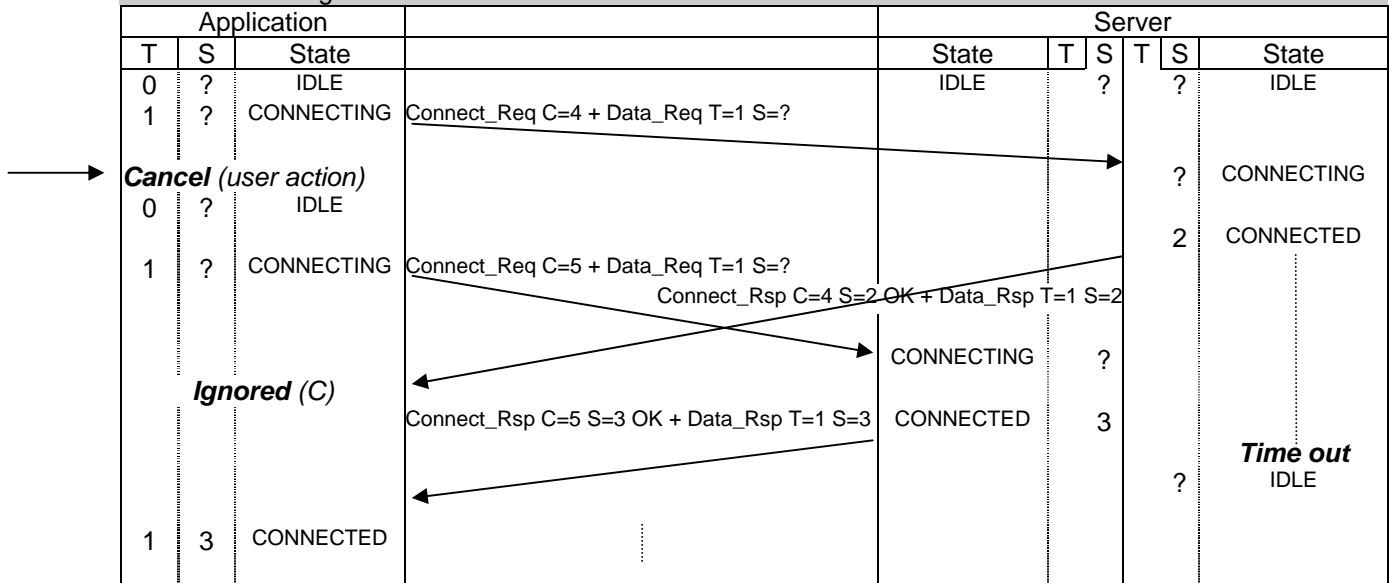 Application Server
T S State State T S T S State
0 ? IDLE IDLE ? ? IDLE
1 ? CONNECTING Connect_Req C=4 + Data_Req T=1 S=?
Cancel (user action) ? CONNECTING
0 ? IDLE
2 CONNECTED
1 ? CONNECTING Connect_Req C=5 + Data_Req T=1 S=?
Connect_Rsp C=4 S=2 OK + Data_Rsp T=1 S=2
CONNECTING ?
Ignored (C)
Connect_Rsp C=5 S=3 OK + Data_Rsp T=1 S=3 CONNECTED 3
Time out
? IDLE
1 3 CONNECTED